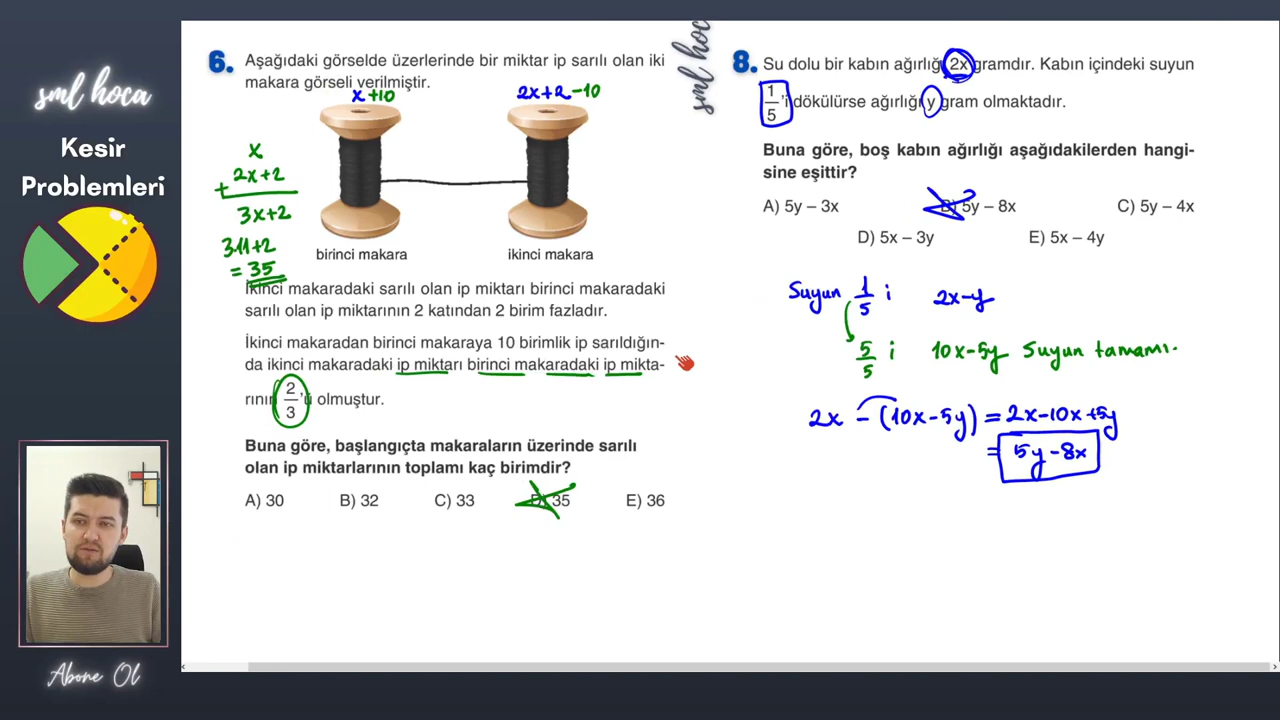 sml hoca
Kesir
Problemleri
Abone Ol
6. Aşağıdaki görselde üzerlerinde bir miktar ip sarılı olan iki
makara görseli verilmiştir.
x+10
2x+2-10
x
+ 2x+2
3x+2
3.11+2
= 35
birinci makara
ikinci makara
İkinci makaradaki sarılı olan ip miktarı birinci makaradaki
sarılı olan ip miktarının 2 katından 2 birim fazladır.
İkinci makaradan birinci makaraya 10 birimlik ip sarıldığın-
da ikinci makaradaki ip miktarı birinci makaradaki ip mikta-
rının 2/3 'ü olmuştur.
Buna göre, başlangıçta makaraların üzerinde sarılı
olan ip miktarlarının toplamı kaç birimdir?
A) 30 B) 32 C) 33 D) 35 E) 36
sml hoca
8. Su dolu bir kabın ağırlığı 2x gramdır. Kabın içindeki suyun
1/5 'i dökülürse ağırlığı y gram olmaktadır.
Buna göre, boş kabın ağırlığı aşağıdakilerden hangi-
sine eşittir?
A) 5y – 3x B) 5y – 8x C) 5y – 4x
D) 5x – 3y E) 5x – 4y
Suyun 1/5 i 2x-y
5/5 i 10x-5y Suyun tamamı.
2x - (10x-5y) = 2x-10x+5y
= 5y-8x